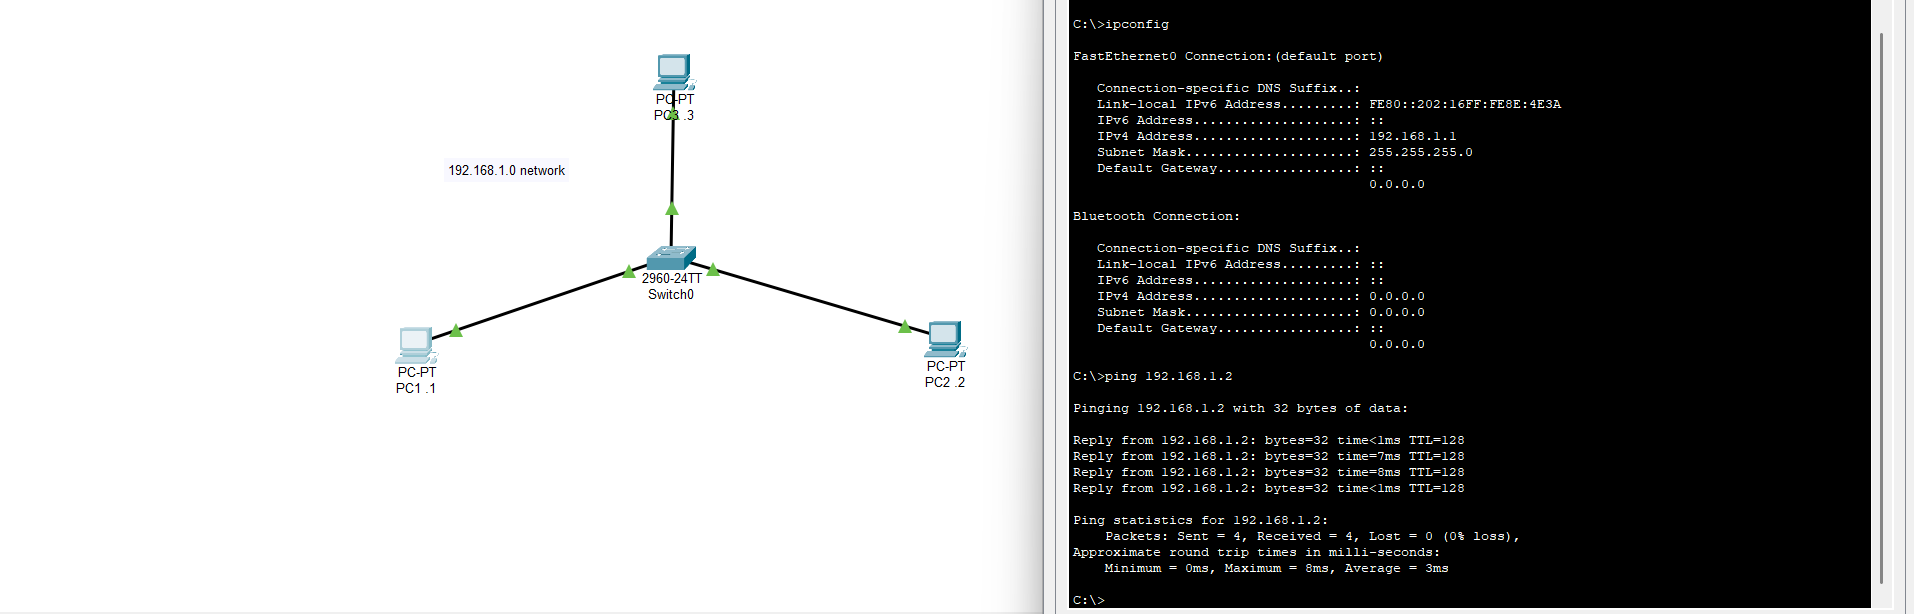 PC-PT
PC3 .3
192.168.1.0 network
2960-24TT
Switch0
PC-PT
PC1 .1
PC-PT
PC2 .2
C:\>ipconfig
FastEthernet0 Connection:(default port)
Connection-specific DNS Suffix..:
Link-local IPv6 Address.........: FE80::202:16FF:FE8E:4E3A
IPv6 Address....................: ::
IPv4 Address....................: 192.168.1.1
Subnet Mask.....................: 255.255.255.0
Default Gateway.................: ::
0.0.0.0
Bluetooth Connection:
Connection-specific DNS Suffix..:
Link-local IPv6 Address.........: ::
IPv6 Address....................: ::
IPv4 Address....................: 0.0.0.0
Subnet Mask.....................: 0.0.0.0
Default Gateway.................: ::
0.0.0.0
C:\>ping 192.168.1.2
Pinging 192.168.1.2 with 32 bytes of data:
Reply from 192.168.1.2: bytes=32 time<1ms TTL=128
Reply from 192.168.1.2: bytes=32 time=7ms TTL=128
Reply from 192.168.1.2: bytes=32 time=8ms TTL=128
Reply from 192.168.1.2: bytes=32 time<1ms TTL=128
Ping statistics for 192.168.1.2:
Packets: Sent = 4, Received = 4, Lost = 0 (0% loss),
Approximate round trip times in milli-seconds:
Minimum = 0ms, Maximum = 8ms, Average = 3ms
C:\>